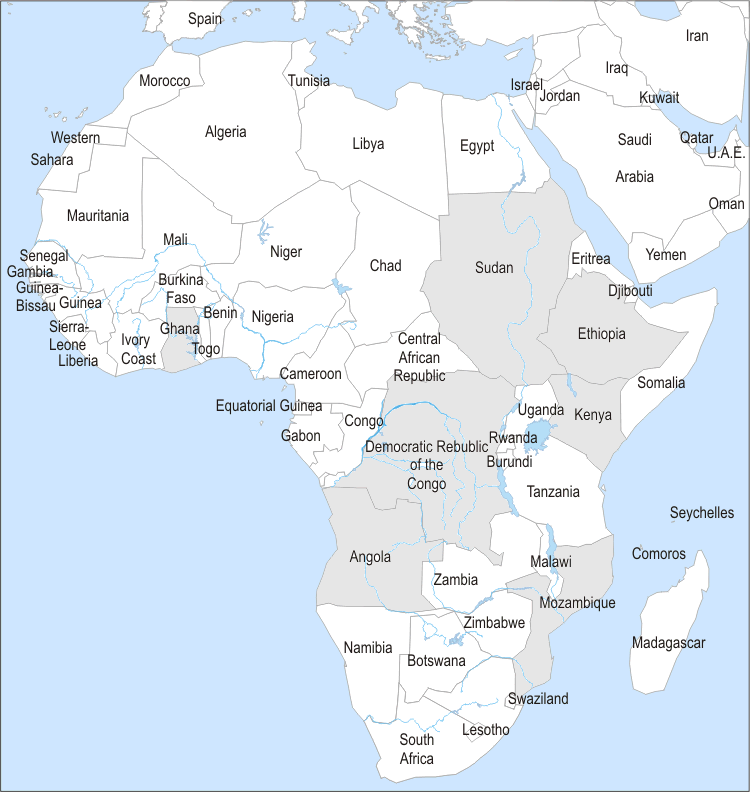 Spain
Iran
Morocco
Tunisia
Iraq
Israel
Jordan
Kuwait
Western
Sahara
Algeria
Libya
Egypt
Saudi
Arabia
Qatar
U.A.E.
Oman
Mauritania
Mali
Niger
Chad
Sudan
Eritrea
Yemen
Senegal
Gambia
Guinea-
Bissau
Guinea
Burkina
Faso
Djibouti
Sierra-
Leone
Liberia
Ivory
Coast
Ghana
Togo
Benin
Nigeria
Ethiopia
Central
African
Republic
Cameroon
Somalia
Equatorial Guinea
Gabon
Congo
Uganda
Kenya
Democratic Republic
of the
Congo
Rwanda
Burundi
Tanzania
Seychelles
Angola
Malawi
Comoros
Zambia
Mozambique
Zimbabwe
Namibia
Botswana
Madagascar
Swaziland
Lesotho
South
Africa